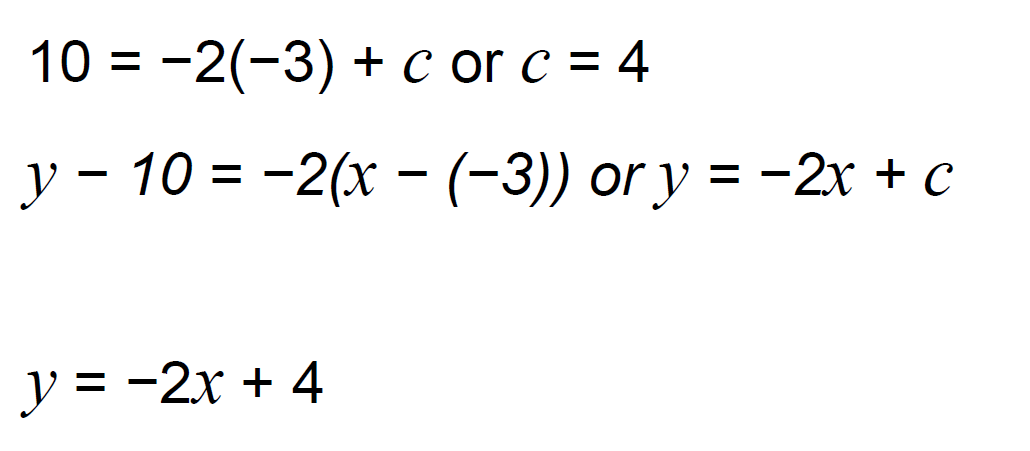 10 = −2(−3) + c or c = 4
y − 10 = −2(x − (−3)) or y = −2x + c
y = −2x + 4